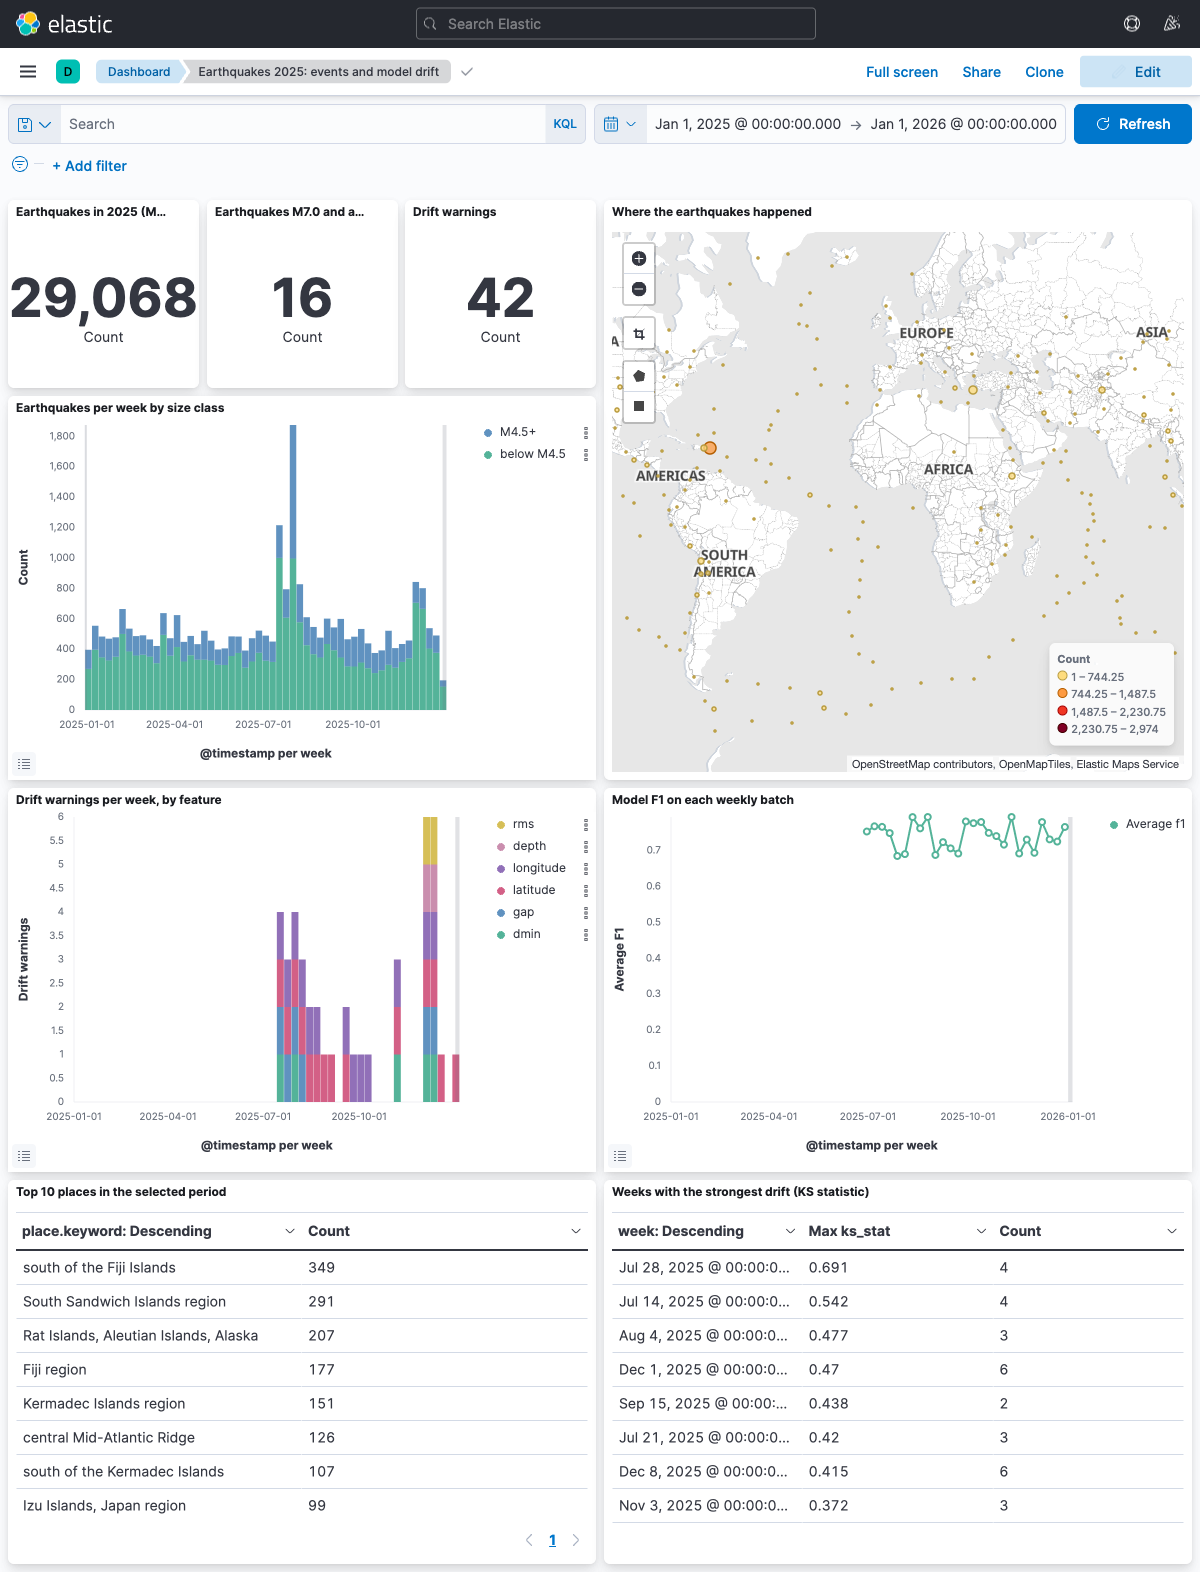 elastic
Search Elastic
D
Dashboard
Earthquakes 2025: events and model drift
Full screen
Share
Clone
Edit
Search
KQL
Jan 1, 2025 @ 00:00:00.000 → Jan 1, 2026 @ 00:00:00.000
Refresh
+ Add filter
Earthquakes in 2025 (M...
29,068
Count
Earthquakes M7.0 and a...
16
Count
Drift warnings
42
Count
Where the earthquakes happened
EUROPE
ASIA
A
AMERICAS
AFRICA
SOUTH
AMERICA
Count
1 – 744.25
744.25 – 1,487.5
1,487.5 – 2,230.75
2,230.75 – 2,974
OpenStreetMap contributors, OpenMapTiles, Elastic Maps Service
Earthquakes per week by size class
1,800
1,600
1,400
1,200
1,000
800
600
400
200
0
Count
2025-01-01
2025-04-01
2025-07-01
2025-10-01
@timestamp per week
M4.5+
below M4.5
Drift warnings per week, by feature
6
5.5
5
4.5
4
3.5
3
2.5
2
1.5
1
0.5
0
Drift warnings
2025-01-01
2025-04-01
2025-07-01
2025-10-01
@timestamp per week
rms
depth
longitude
latitude
gap
dmin
Model F1 on each weekly batch
0.7
0.6
0.5
0.4
0.3
0.2
0.1
0
Average F1
2025-01-01
2025-04-01
2025-07-01
2025-10-01
2026-01-01
@timestamp per week
Average f1
Top 10 places in the selected period
place.keyword: Descending Count
south of the Fiji Islands 349
South Sandwich Islands region 291
Rat Islands, Aleutian Islands, Alaska 207
Fiji region 177
Kermadec Islands region 151
central Mid-Atlantic Ridge 126
south of the Kermadec Islands 107
Izu Islands, Japan region 99
1
Weeks with the strongest drift (KS statistic)
week: Descending Max ks_stat Count
Jul 28, 2025 @ 00:00:0... 0.691 4
Jul 14, 2025 @ 00:00:0... 0.542 4
Aug 4, 2025 @ 00:00:0... 0.477 3
Dec 1, 2025 @ 00:00:0... 0.47 6
Sep 15, 2025 @ 00:00:... 0.438 2
Jul 21, 2025 @ 00:00:0... 0.42 3
Dec 8, 2025 @ 00:00:0... 0.415 6
Nov 3, 2025 @ 00:00:0... 0.372 3